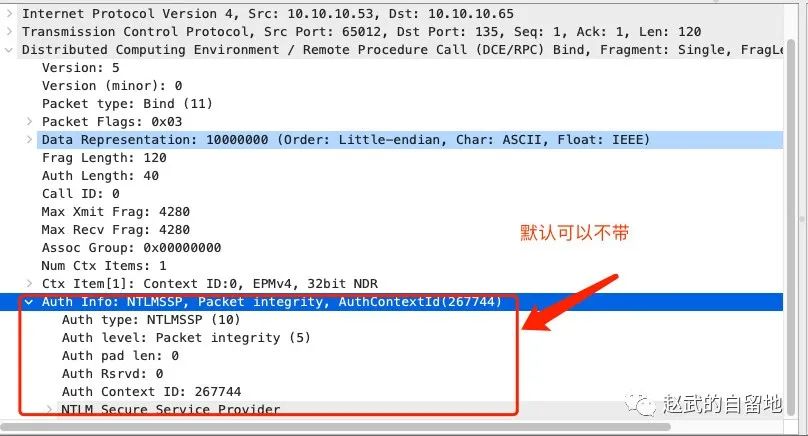 Internet Protocol Version 4, Src: 10.10.10.53, Dst: 10.10.10.65
Transmission Control Protocol, Src Port: 65012, Dst Port: 135, Seq: 1, Ack: 1, Len: 120
Distributed Computing Environment / Remote Procedure Call (DCE/RPC) Bind, Fragment: Single, FragLe
Version: 5
Version (minor): 0
Packet type: Bind (11)
Packet Flags: 0x03
Data Representation: 10000000 (Order: Little-endian, Char: ASCII, Float: IEEE)
Frag Length: 120
Auth Length: 40
Call ID: 0
Max Xmit Frag: 4280
Max Recv Frag: 4280
Assoc Group: 0x00000000
默认可以不带
Num Ctx Items: 1
Ctx Item[1]: Context ID:0, EPMv4, 32bit NDR
Auth Info: NTLMSSP, Packet integrity, AuthContextId(267744)
Auth type: NTLMSSP (10)
Auth level: Packet integrity (5)
Auth pad len: 0
Auth Rsrvd: 0
Auth Context ID: 267744
NTLM Secure Service Provider
赵武的自留地